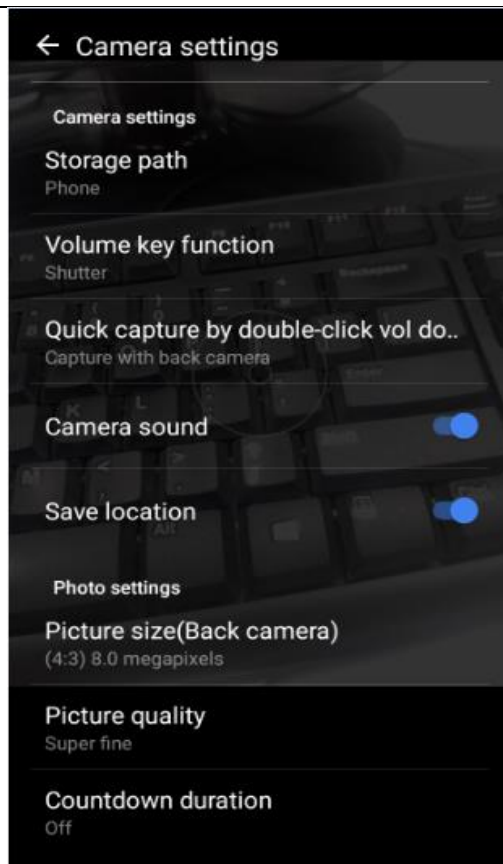 Camera settings
Camera settings
Storage path
Phone
Volume key function
Shutter
Quick capture by double-click vol do..
Capture with back camera
Camera sound
Save location
Photo settings
Picture size(Back camera)
(4:3) 8.0 megapixels
Picture quality
Super fine
Countdown duration
Off